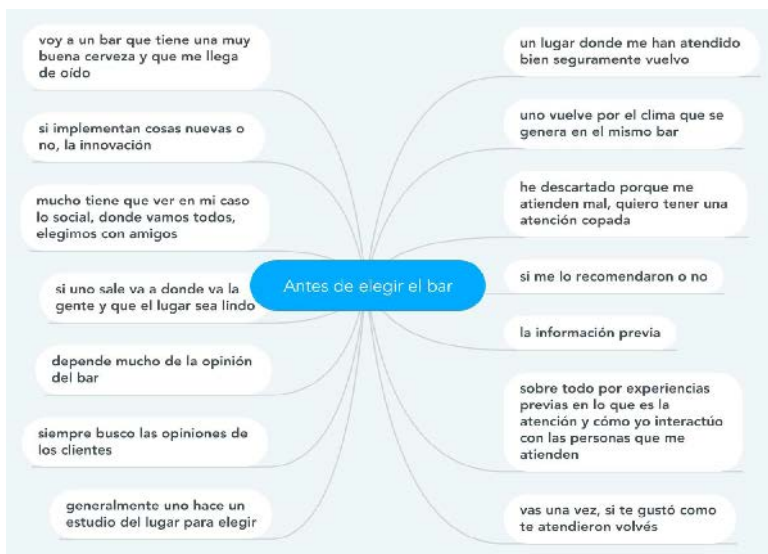 voy a un bar que tiene una muy
buena cerveza y que me llega
de oído
si implementan cosas nuevas o
no, la innovación
mucho tiene que ver en mi caso
lo social, donde vamos todos,
elegimos con amigos
si uno sale va a donde va la
gente y que el lugar sea lindo
depende mucho de la opinión
del bar
siempre busco las opiniones de
los clientes
generalmente uno hace un
estudio del lugar para elegir
Antes de elegir el bar
un lugar donde me han atendido
bien seguramente vuelvo
uno vuelve por el clima que se
genera en el mismo bar
he descartado porque me
atienden mal, quiero tener una
atención copada
si me lo recomendaron o no
la información previa
sobre todo por experiencias
previas en lo que es la
atención y cómo yo interactúo
con las personas que me
atienden
vas una vez, si te gustó como
te atendieron volvés